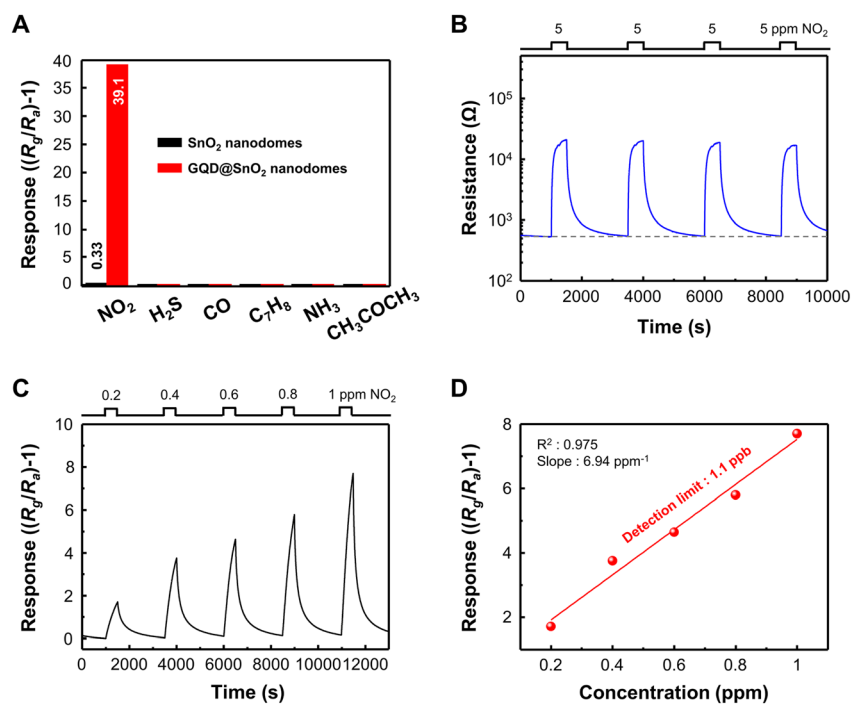 A
Response ((Rg/Ra)-1)
40
35
30
25
20
15
10
5
0
0.33
39.1
SnO2 nanodomes
GQD@SnO2 nanodomes
NO2
H2S
CO
C7H8
NH3
CH3COCH3
B
5
5
5
5 ppm NO2
Resistance (Ω)
10^5
10^4
10^3
10^2
0
2000
4000
6000
8000
10000
Time (s)
C
0.2
0.4
0.6
0.8
1 ppm NO2
Response ((Rg/Ra)-1)
10
8
6
4
2
0
0
2000
4000
6000
8000
10000
12000
Time (s)
D
R2 : 0.975
Slope : 6.94 ppm-1
Detection limit : 1.1 ppb
Response ((Rg/Ra)-1)
8
6
4
2
0.2
0.4
0.6
0.8
1
Concentration (ppm)